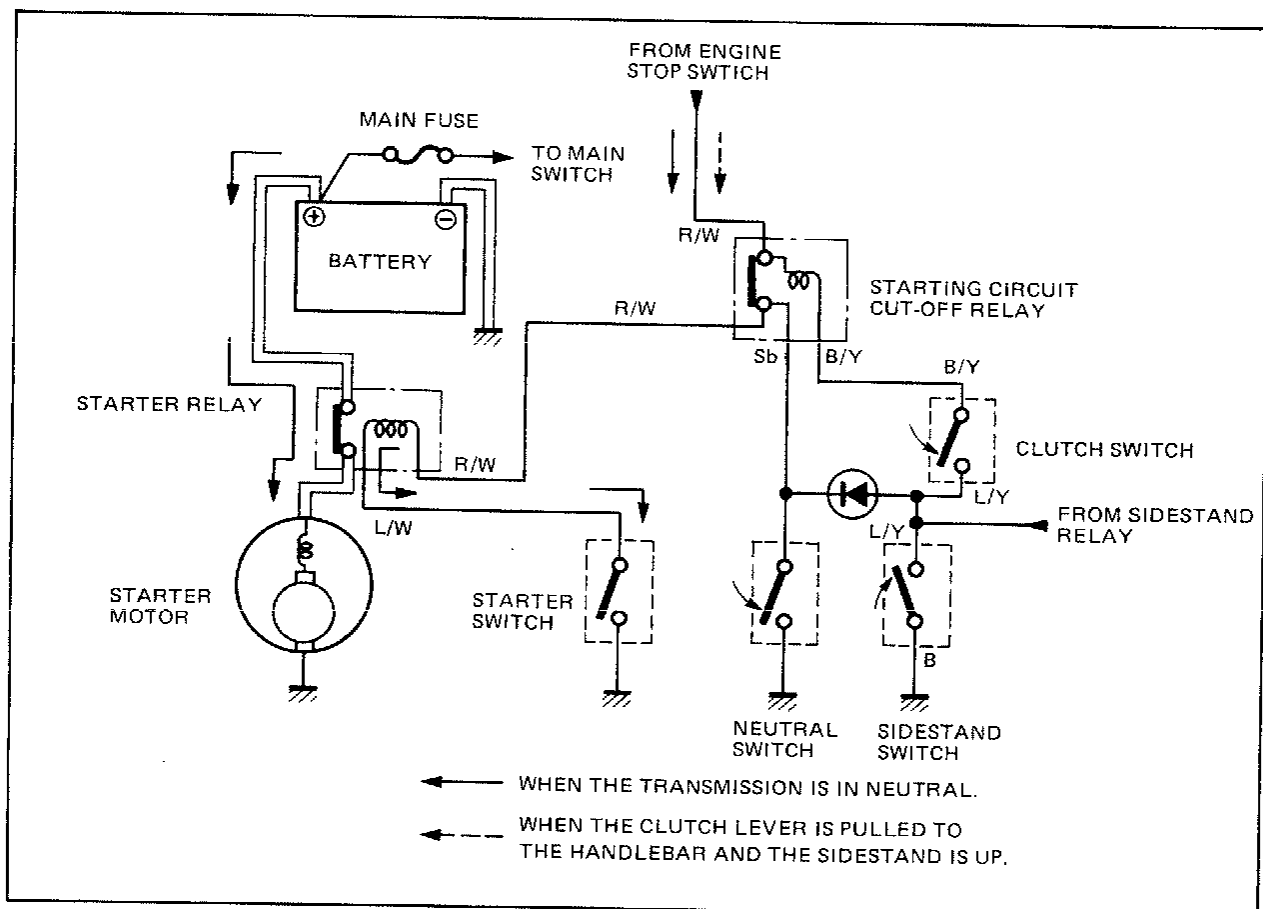 FROM ENGINE
STOP SWTICH
MAIN FUSE
TO MAIN
SWITCH
+
−
BATTERY
R/W
STARTING CIRCUIT
CUT-OFF RELAY
R/W
Sb
B/Y
B/Y
STARTER RELAY
CLUTCH SWITCH
R/W
L/Y
L/W
L/Y
FROM SIDESTAND
RELAY
STARTER
MOTOR
STARTER
SWITCH
B
NEUTRAL
SWITCH
SIDESTAND
SWITCH
WHEN THE TRANSMISSION IS IN NEUTRAL.
WHEN THE CLUTCH LEVER IS PULLED TO
THE HANDLEBAR AND THE SIDESTAND IS UP.